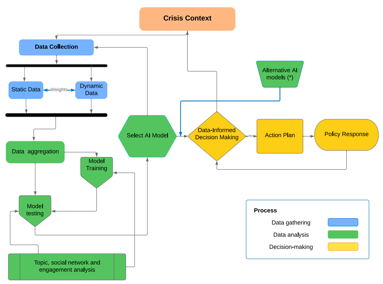 Crisis Context
Data Collection
Static Data
Weights
Dynamic
Data
Alternative AI
models (*)
Select AI Model
Data-Informed
Decision Making
Action Plan
Policy Response
Data aggregation
Model
Training
Model
testing
Topic, social network and
engagement analysis
Process
Data gathering
Data analysis
Decision-making